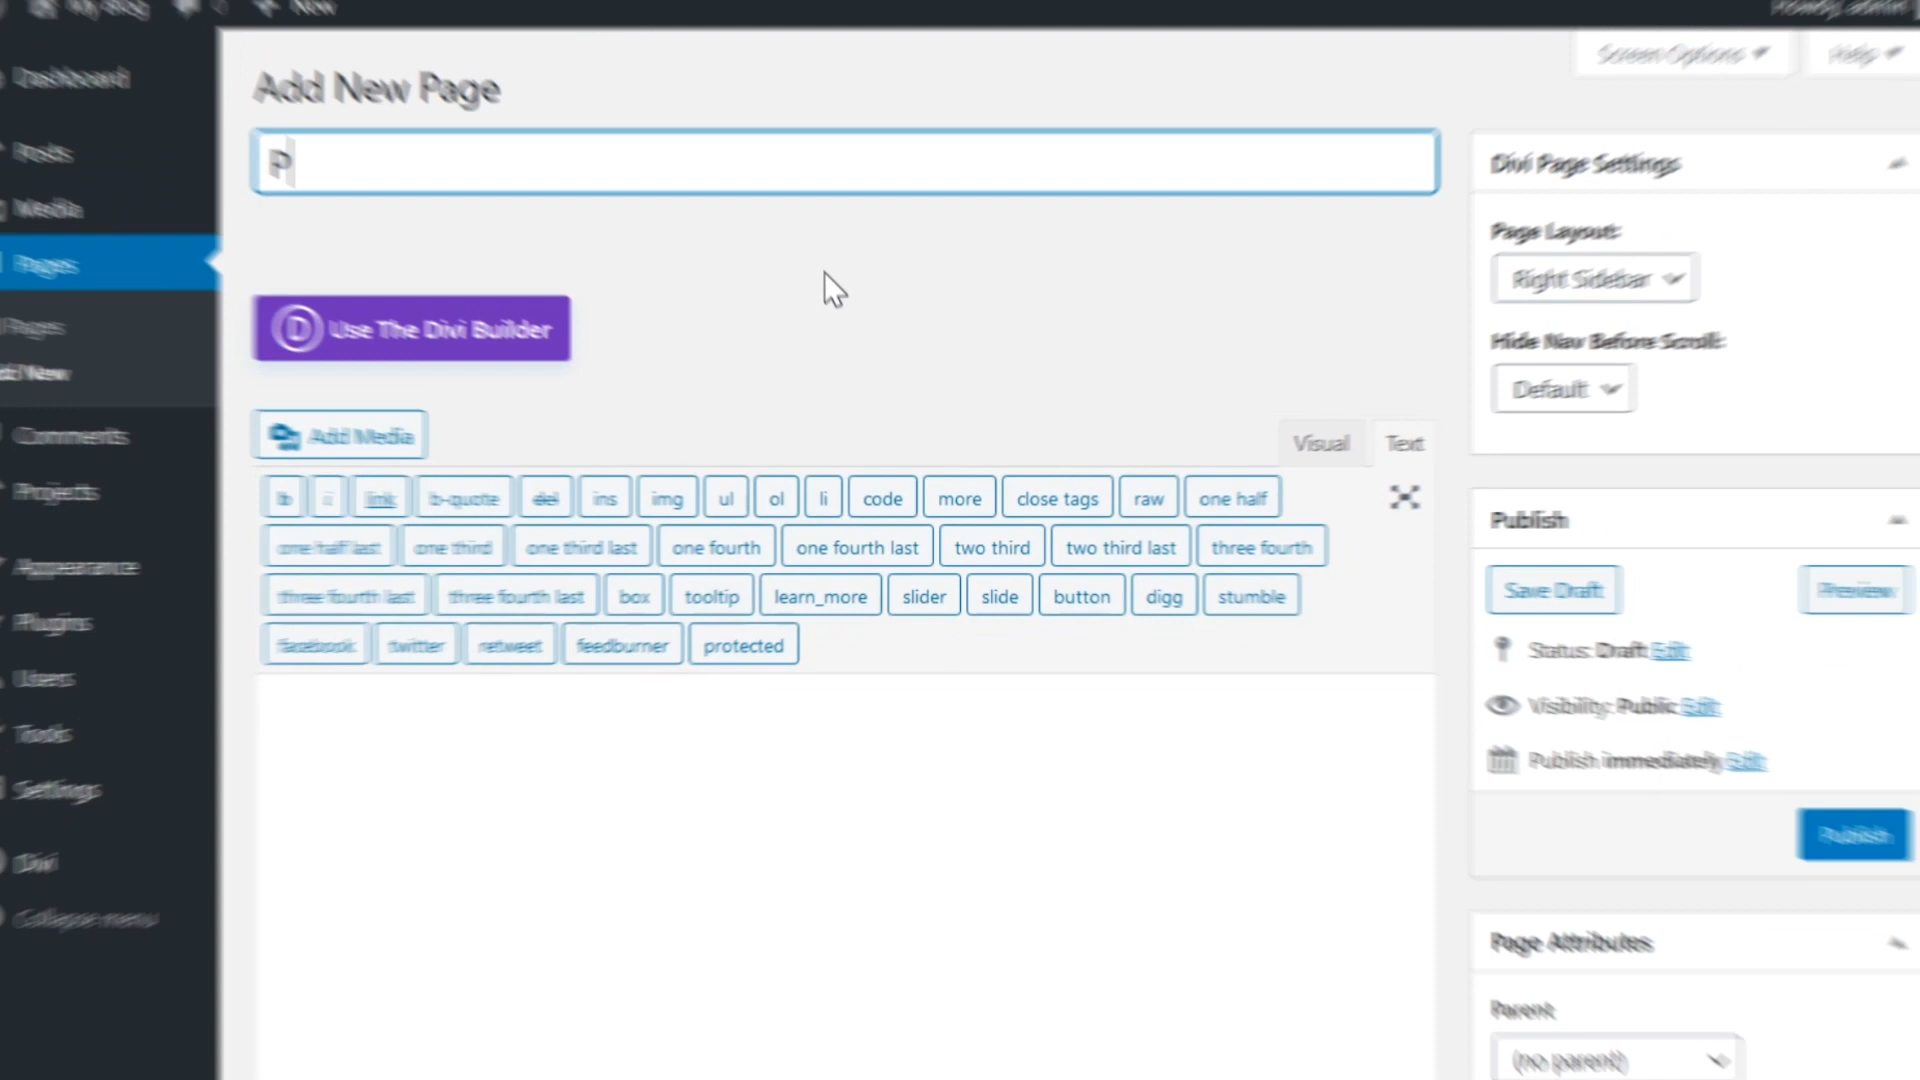 My Blog
New
Howdy, admin
Screen Options
Help
Dashboard
Posts
Media
Pages
Pages
dd New
Comments
Projects
Appearance
Plugins
Users
Tools
Settings
Divi
Collapse menu
Add New Page
P
D Use The Divi Builder
Add Media
Visual Text
b i link b-quote del ins img ul ol li code more close tags raw one half
one half last one third one third last one fourth one fourth last two third two third last three fourth
three fourth last three fourth last box tooltip learn_more slider slide button digg stumble
facebook twitter retweet feedburner protected
Divi Page Settings
Page Layout:
Right Sidebar
Hide Nav Before Scroll:
Default
Publish
Save Draft Preview
Status: Draft Edit
Visibility: Public Edit
Publish immediately Edit
Publish
Page Attributes
Parent
(no parent)